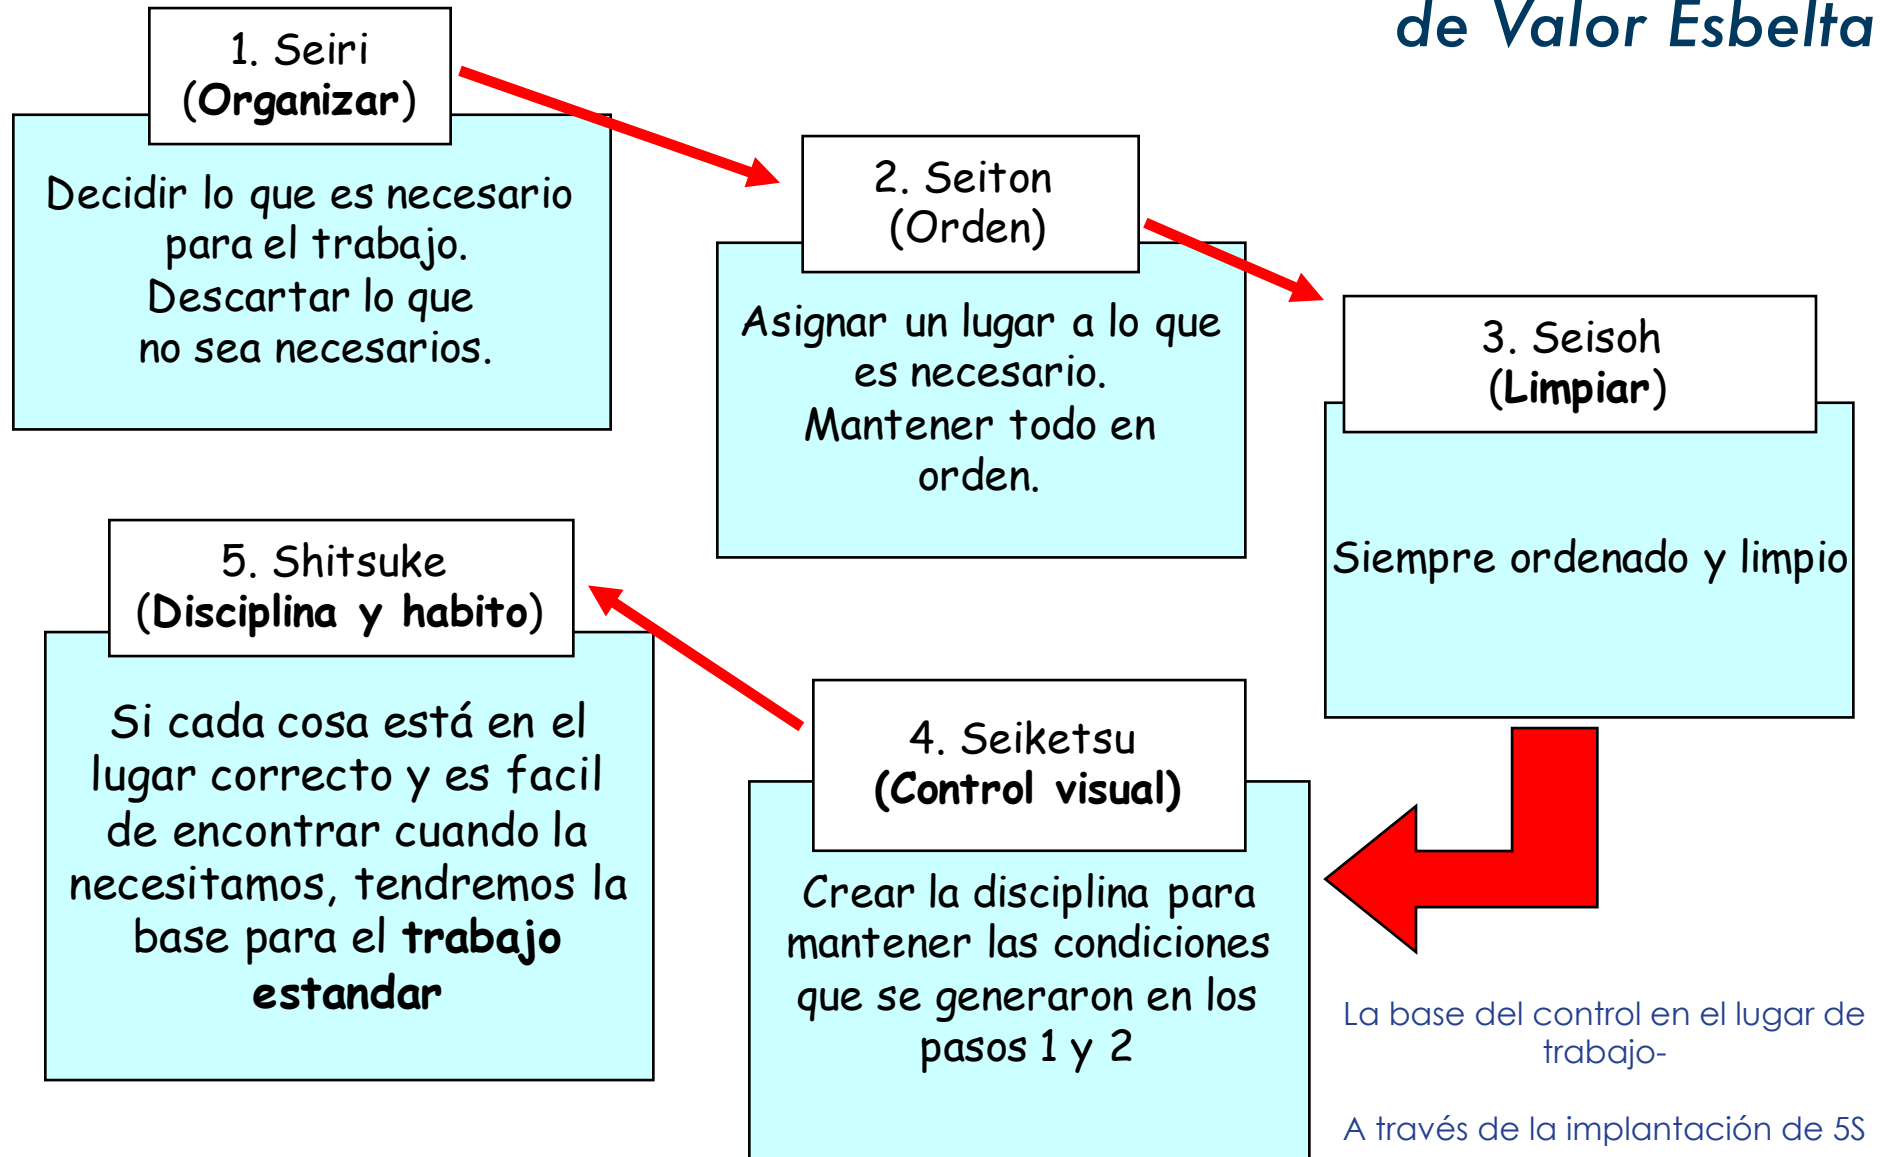 de Valor Esbelta
1. Seiri
(Organizar)
Decidir lo que es necesario
para el trabajo.
Descartar lo que
no sea necesarios.
2. Seiton
(Orden)
Asignar un lugar a lo que
es necesario.
Mantener todo en
orden.
3. Seisoh
(Limpiar)
Siempre ordenado y limpio
4. Seiketsu
(Control visual)
Crear la disciplina para
mantener las condiciones
que se generaron en los
pasos 1 y 2
5. Shitsuke
(Disciplina y habito)
Si cada cosa está en el
lugar correcto y es facil
de encontrar cuando la
necesitamos, tendremos la
base para el trabajo
estandar
La base del control en el lugar de
trabajo-
A través de la implantación de 5S